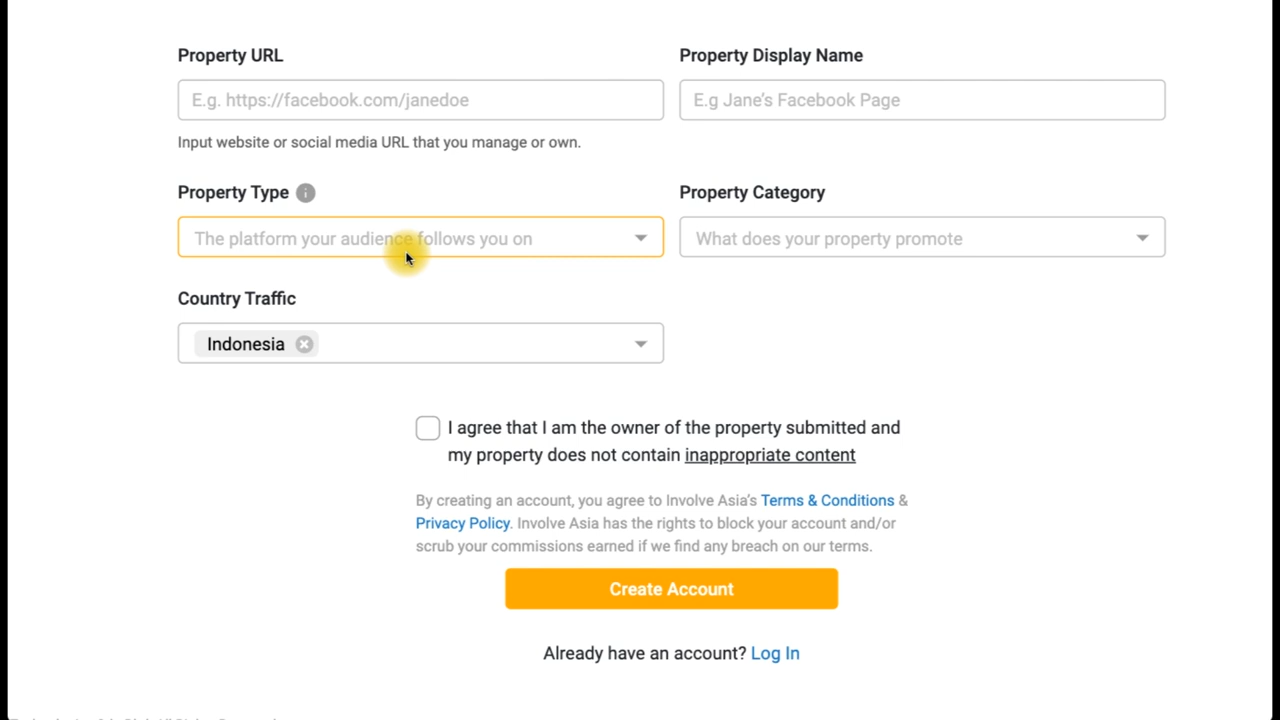 Property URL
Property Display Name
E.g. https://facebook.com/janedoe
E.g Jane's Facebook Page
Input website or social media URL that you manage or own.
Property Type
Property Category
The platform your audience follows you on
What does your property promote
Country Traffic
Indonesia
I agree that I am the owner of the property submitted and
my property does not contain inappropriate content
By creating an account, you agree to Involve Asia's Terms & Conditions &
Privacy Policy. Involve Asia has the rights to block your account and/or
scrub your commissions earned if we find any breach on our terms.
Create Account
Already have an account? Log In